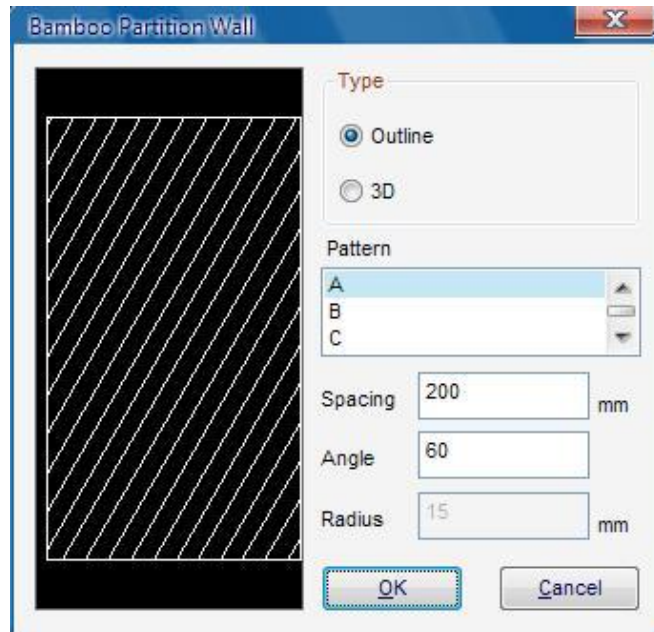 Bamboo Partition Wall
X
Type
Outline
3D
Pattern
A
B
C
Spacing 200 mm
Angle 60
Radius 15 mm
OK Cancel